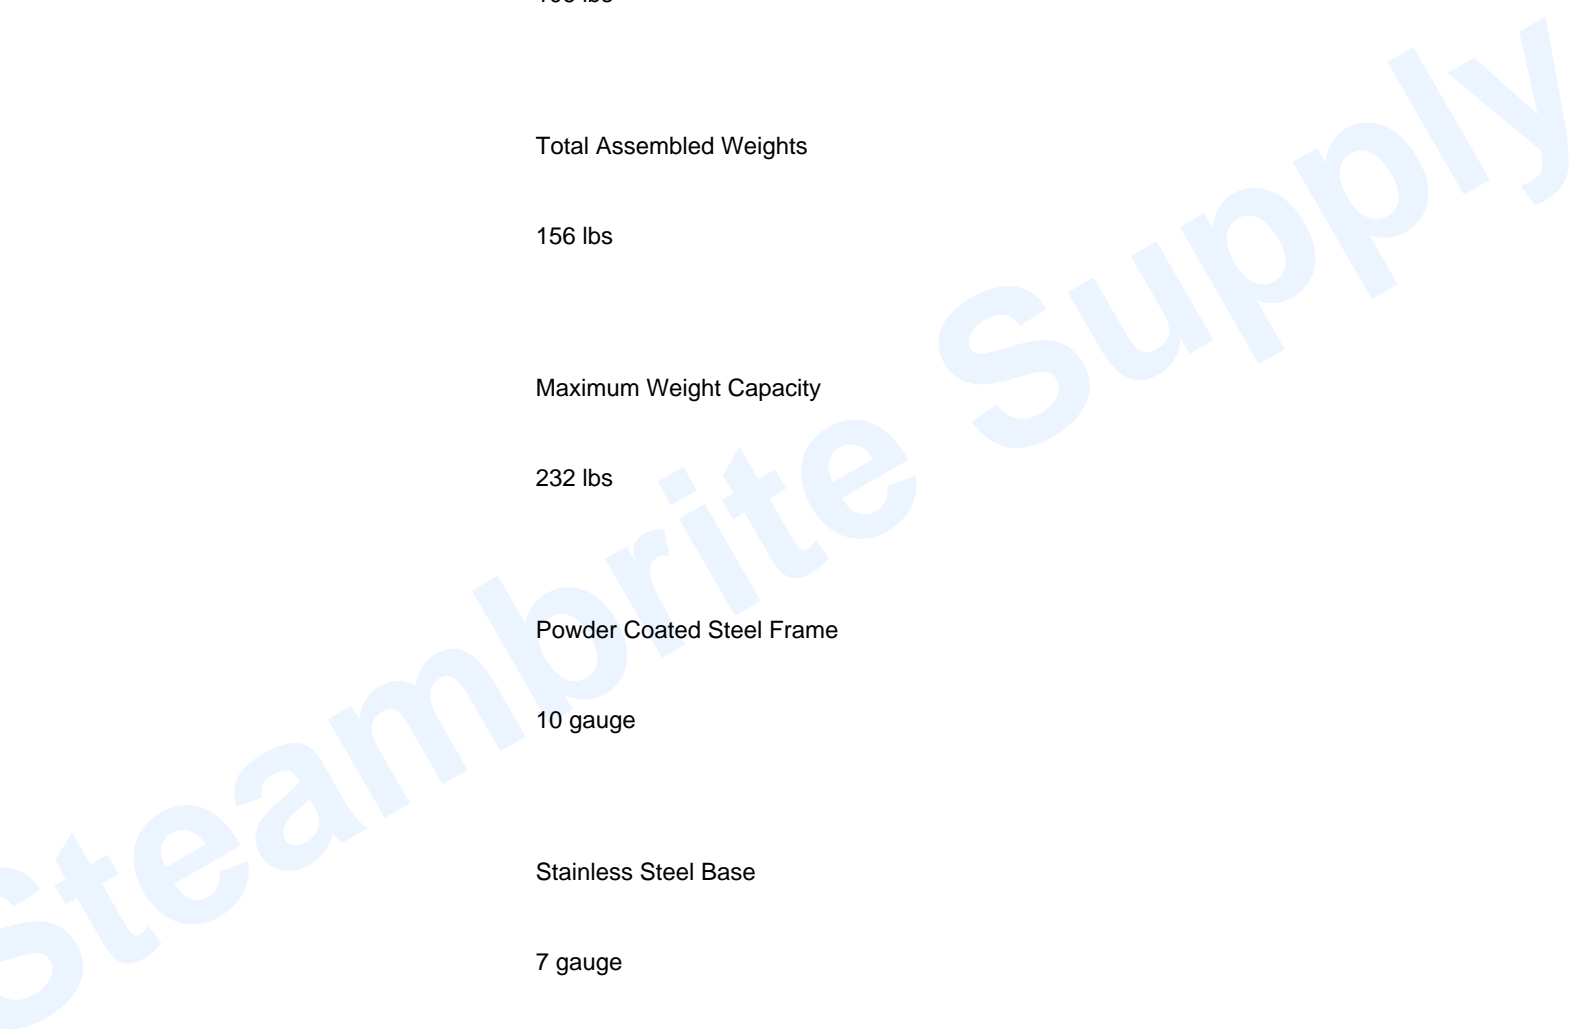 lbs
Total Assembled Weights
156 lbs
Maximum Weight Capacity
232 lbs
Powder Coated Steel Frame
10 gauge
Stainless Steel Base
7 gauge
Steambrite Supply